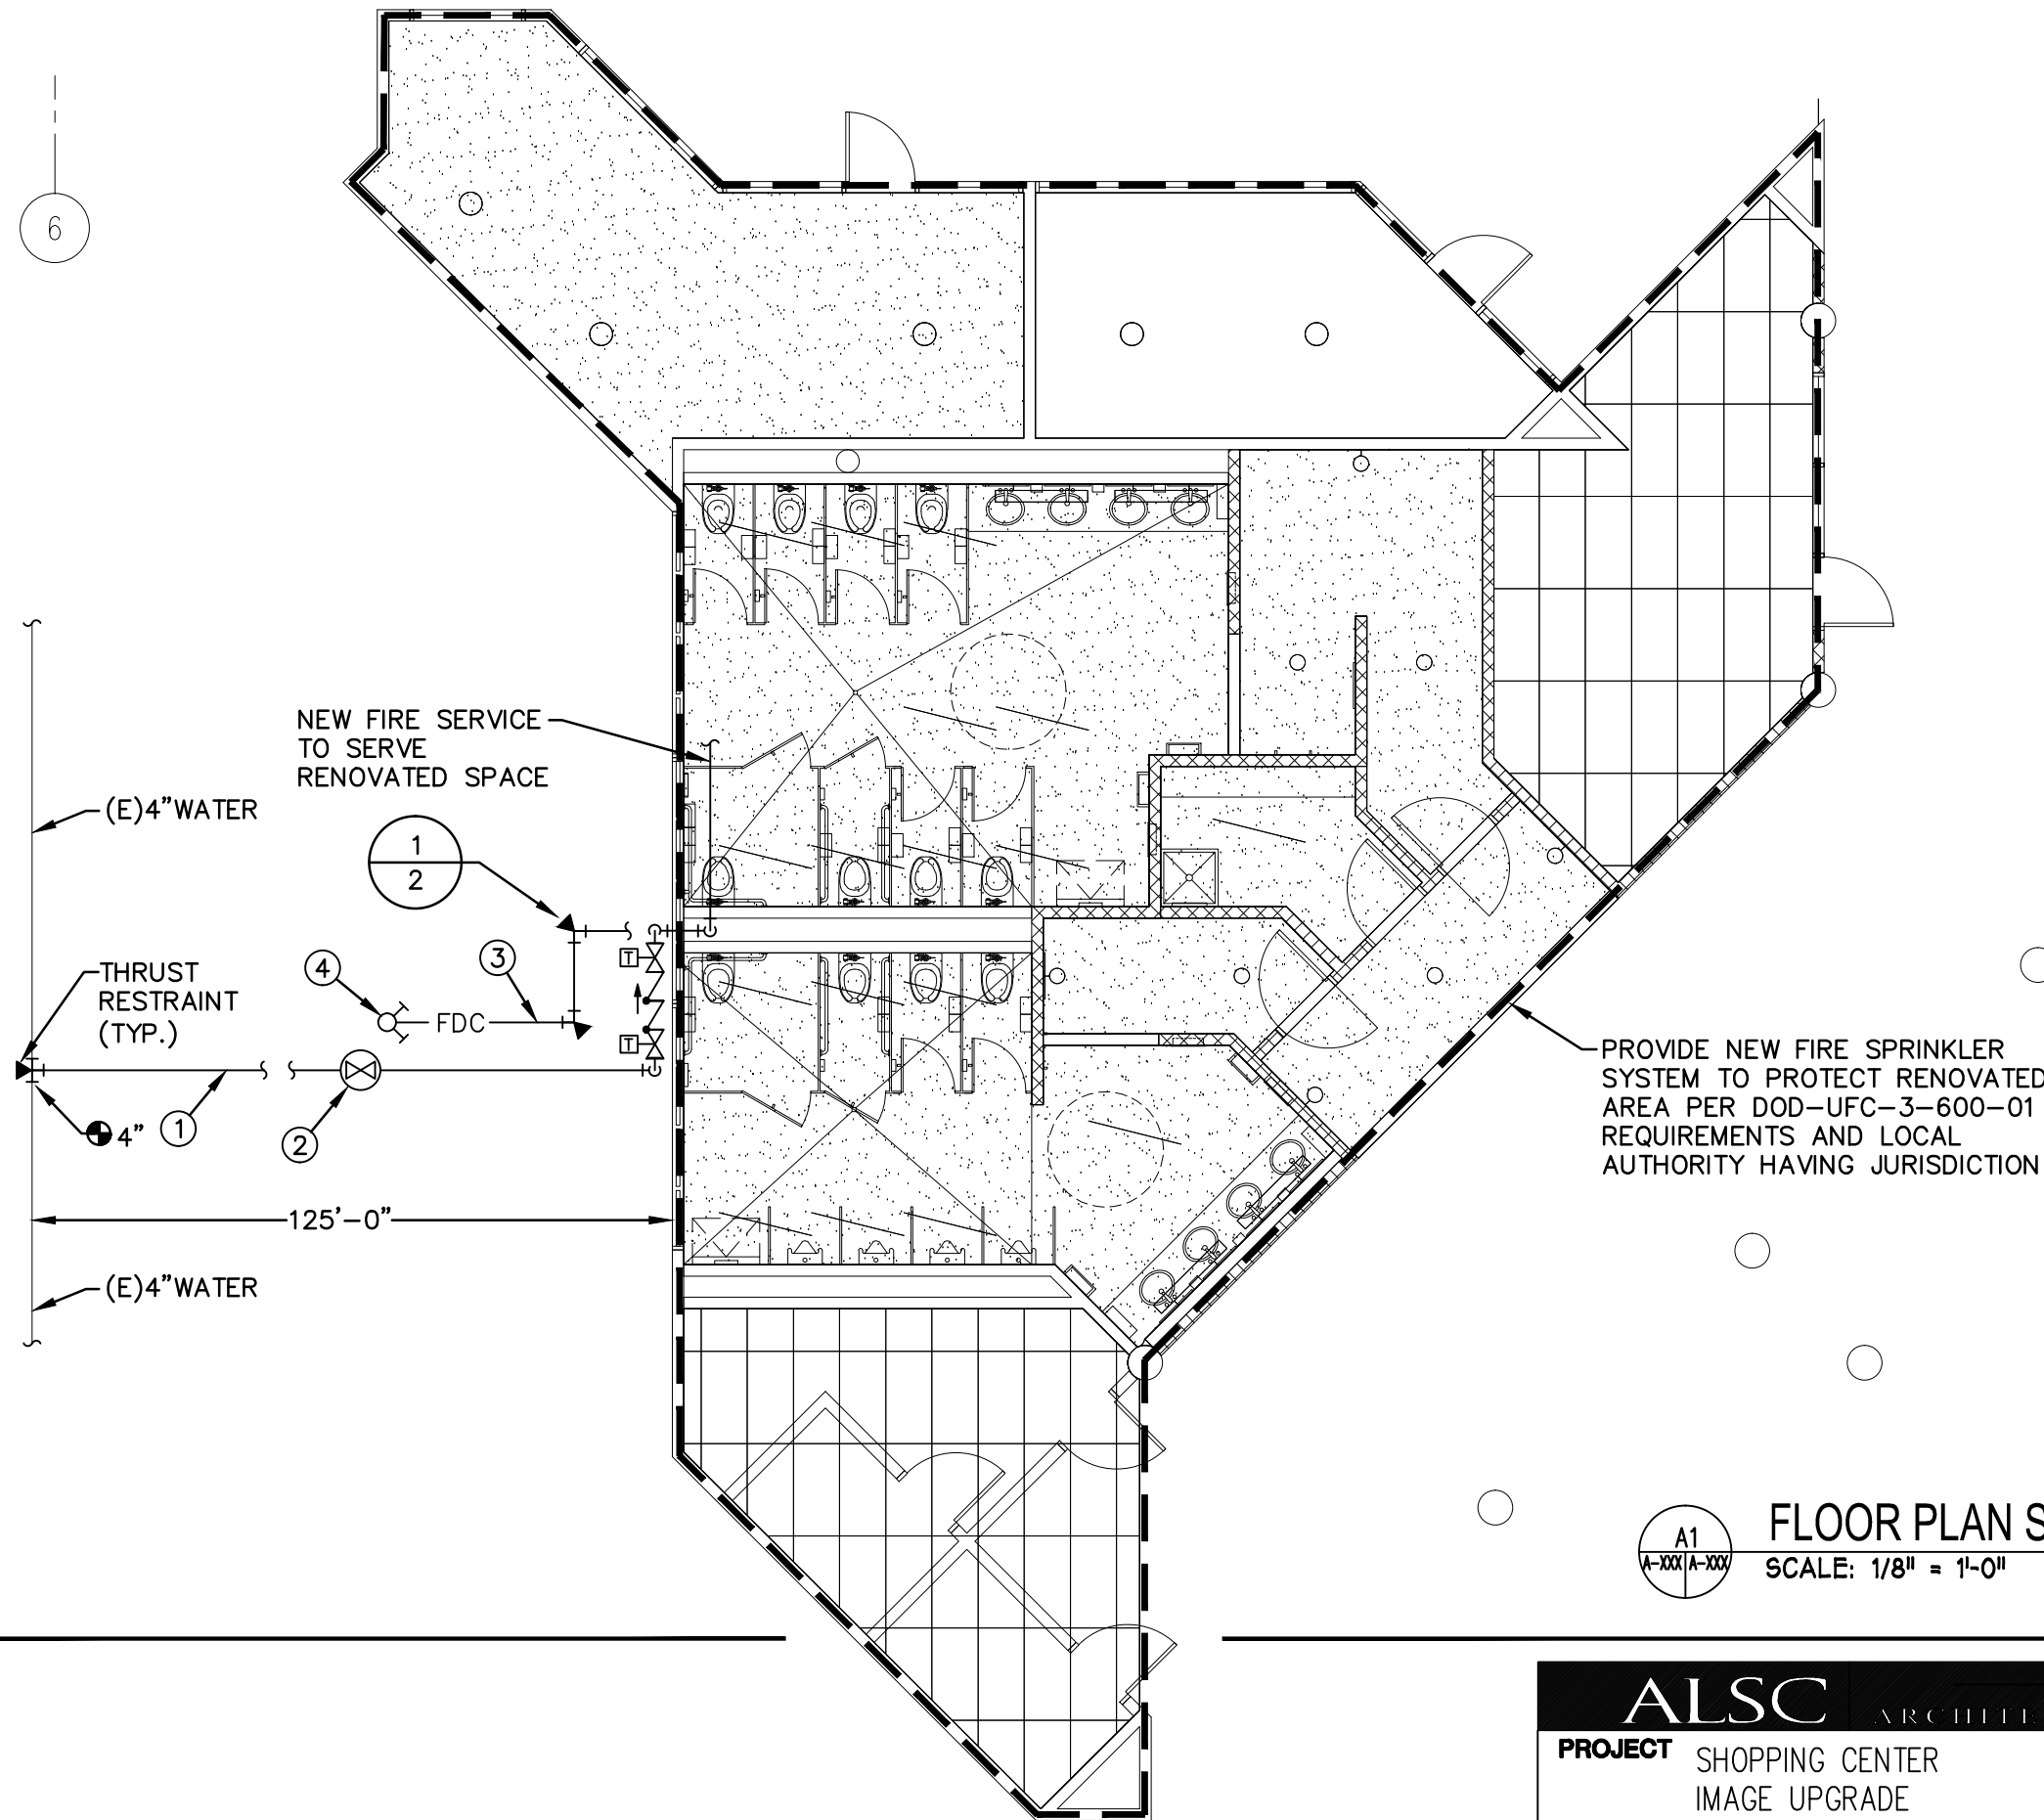 6
NEW FIRE SERVICE
TO SERVE
RENOVATED SPACE
(E)4"WATER
1
2
THRUST
RESTRAINT
(TYP.)
4
3
FDC
T
T
4"
1
2
125'-0"
(E)4"WATER
PROVIDE NEW FIRE SPRINKLER
SYSTEM TO PROTECT RENOVATED
AREA PER DOD-UFC-3-600-01
REQUIREMENTS AND LOCAL
AUTHORITY HAVING JURISDICTION
A1
A-XXX A-XXX
FLOOR PLAN S
SCALE: 1/8" = 1'-0"
ALSC
PROJECT
SHOPPING CENTER
IMAGE UPGRADE